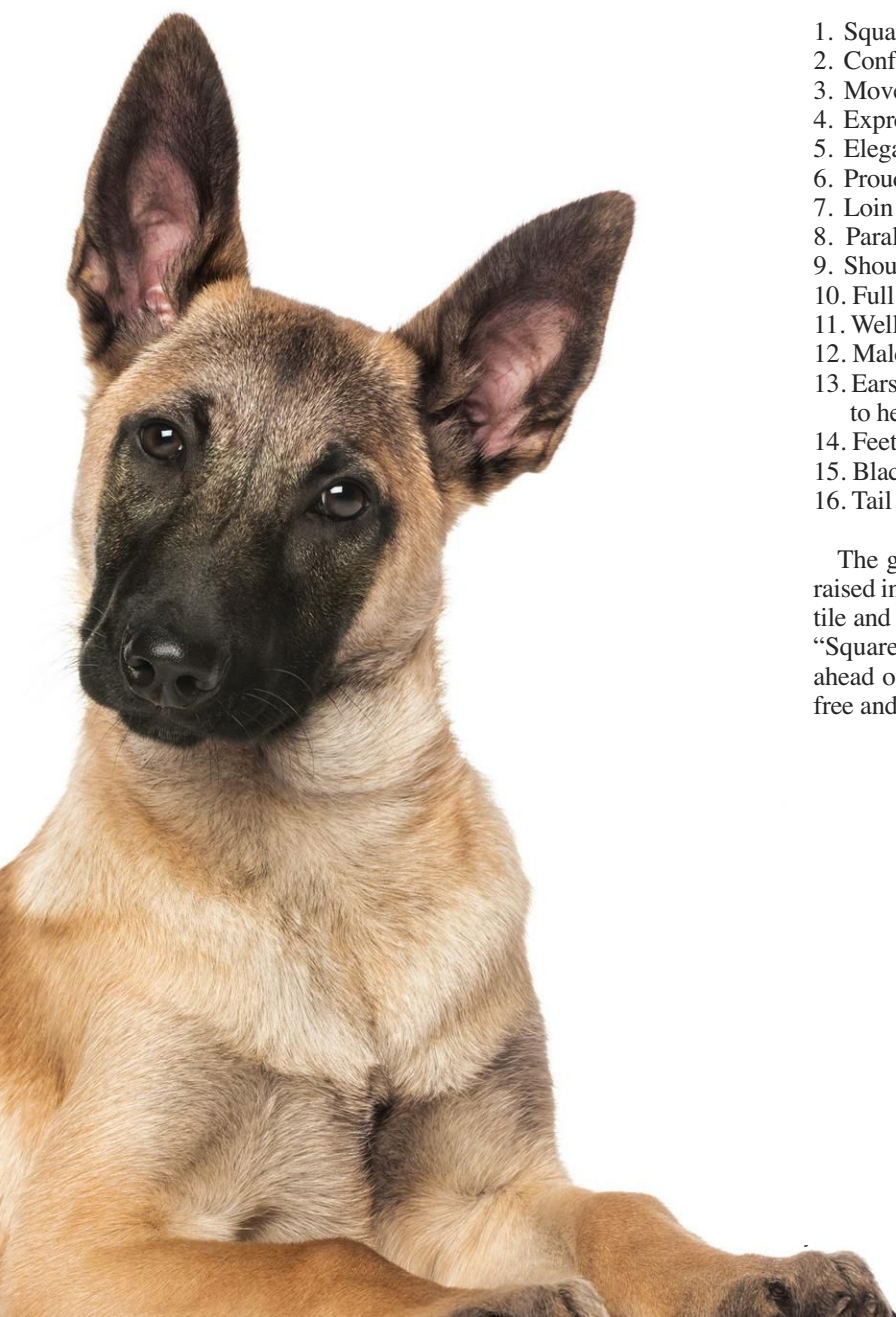 1. Squa
2. Conf
3. Move
4. Expre
5. Elega
6. Proud
7. Loin
8. Paral
9. Shou
10. Full
11. Well
12. Male
13. Ears
to he
14. Feet
15. Blac
16. Tail
The g
raised in
tile and
“Square
ahead o
free and